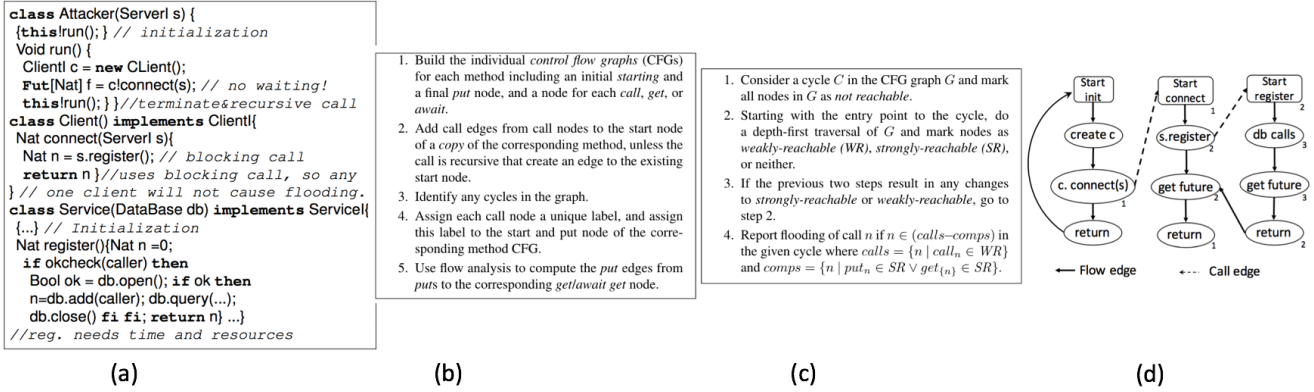 class Attacker(ServerI s) {
{this!run(); } // initialization
Void run() {
ClientI c = new CLient();
Fut[Nat] f = c!connect(s); // no waiting!
this!run(); } }//terminate&recursive call
class Client() implements ClientI{
Nat connect(ServerI s){
Nat n = s.register(); // blocking call
return n }//uses blocking call, so any
} // one client will not cause flooding.
class Service(DataBase db) implements ServiceI{
{...} // Initialization
Nat register(){Nat n =0;
if okcheck(caller) then
Bool ok = db.open(); if ok then
n=db.add(caller); db.query(...);
db.close() fi fi; return n} ...}
//reg. needs time and resources
(a)
1. Build the individual control flow graphs (CFGs)
for each method including an initial starting and
a final put node, and a node for each call, get, or
await.
2. Add call edges from call nodes to the start node
of a copy of the corresponding method, unless the
call is recursive that create an edge to the existing
start node.
3. Identify any cycles in the graph.
4. Assign each call node a unique label, and assign
this label to the start and put node of the corre-
sponding method CFG.
5. Use flow analysis to compute the put edges from
puts to the corresponding get/await get node.
(b)
1. Consider a cycle C in the CFG graph G and mark
all nodes in G as not reachable.
2. Starting with the entry point to the cycle, do
a depth-first traversal of G and mark nodes as
weakly-reachable (WR), strongly-reachable (SR),
or neither.
3. If the previous two steps result in any changes
to strongly-reachable or weakly-reachable, go to
step 2.
4. Report flooding of call n if n ∈ (calls−comps) in
the given cycle where calls = {n | calln ∈ WR}
and comps = {n | putn ∈ SR ∨ get{n} ∈ SR}.
(c)
Start
init
create c
c. connect(s)
1
return
Start
connect
1
s.register
2
get future
2
return
1
Start
register
2
db calls
3
get future
3
return
2
Flow edge
Call edge
(d)